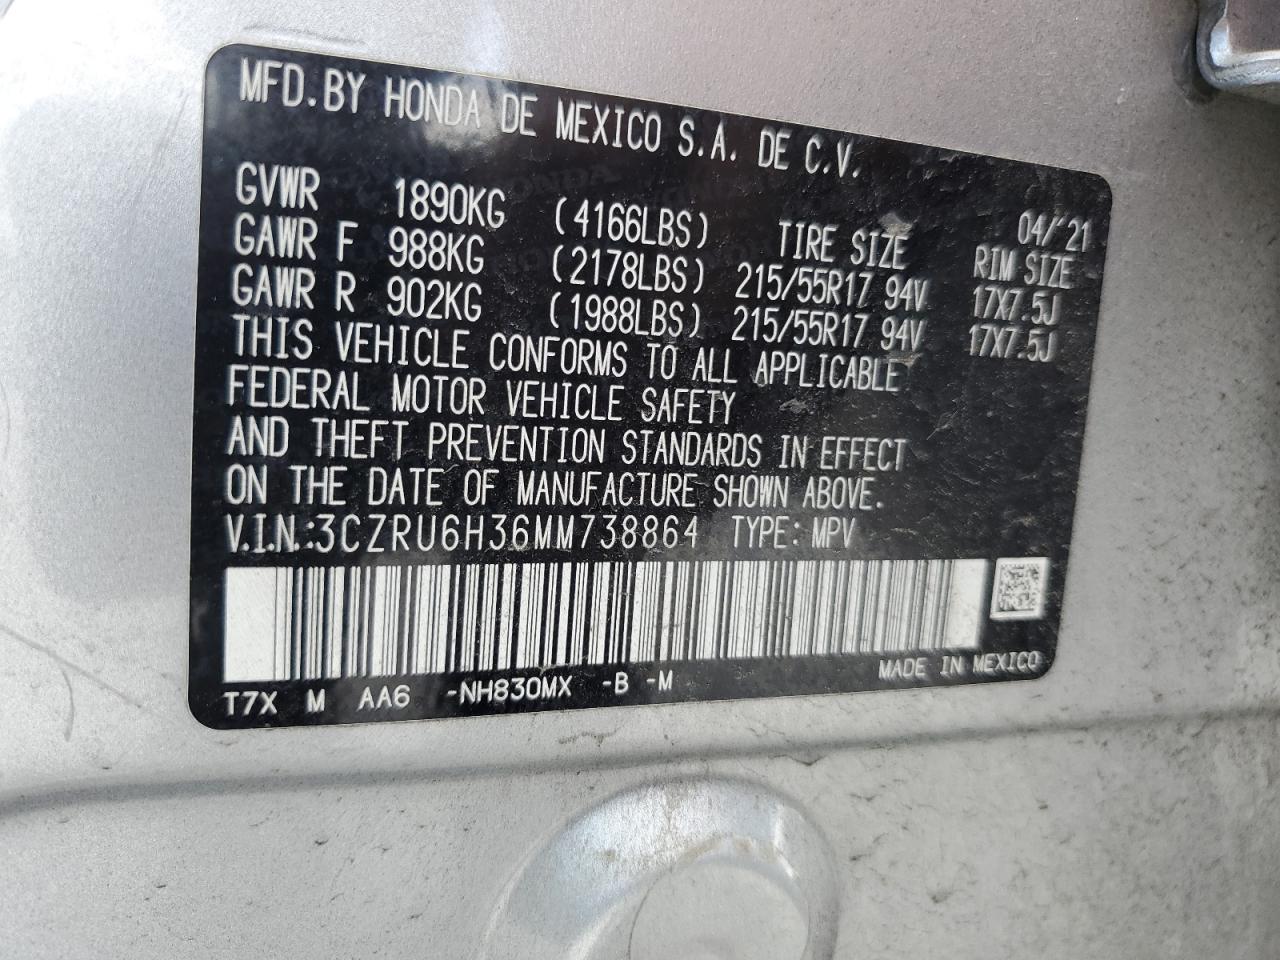 MFD.BY HONDA DE MEXICO S.A. DE C.V.
04/'21
GVWR 1890KG (4166LBS) TIRE SIZE RIM SIZE
GAWR F 988KG (2178LBS) 215/55R17 94V 17X7.5J
GAWR R 902KG (1988LBS) 215/55R17 94V 17X7.5J
THIS VEHICLE CONFORMS TO ALL APPLICABLE
FEDERAL MOTOR VEHICLE SAFETY
AND THEFT PREVENTION STANDARDS IN EFFECT
ON THE DATE OF MANUFACTURE SHOWN ABOVE.
V.I.N.:3CZRU6H36MM738864 TYPE: MPV
MADE IN MEXICO
T7X M AA6 -NH830MX -B -M